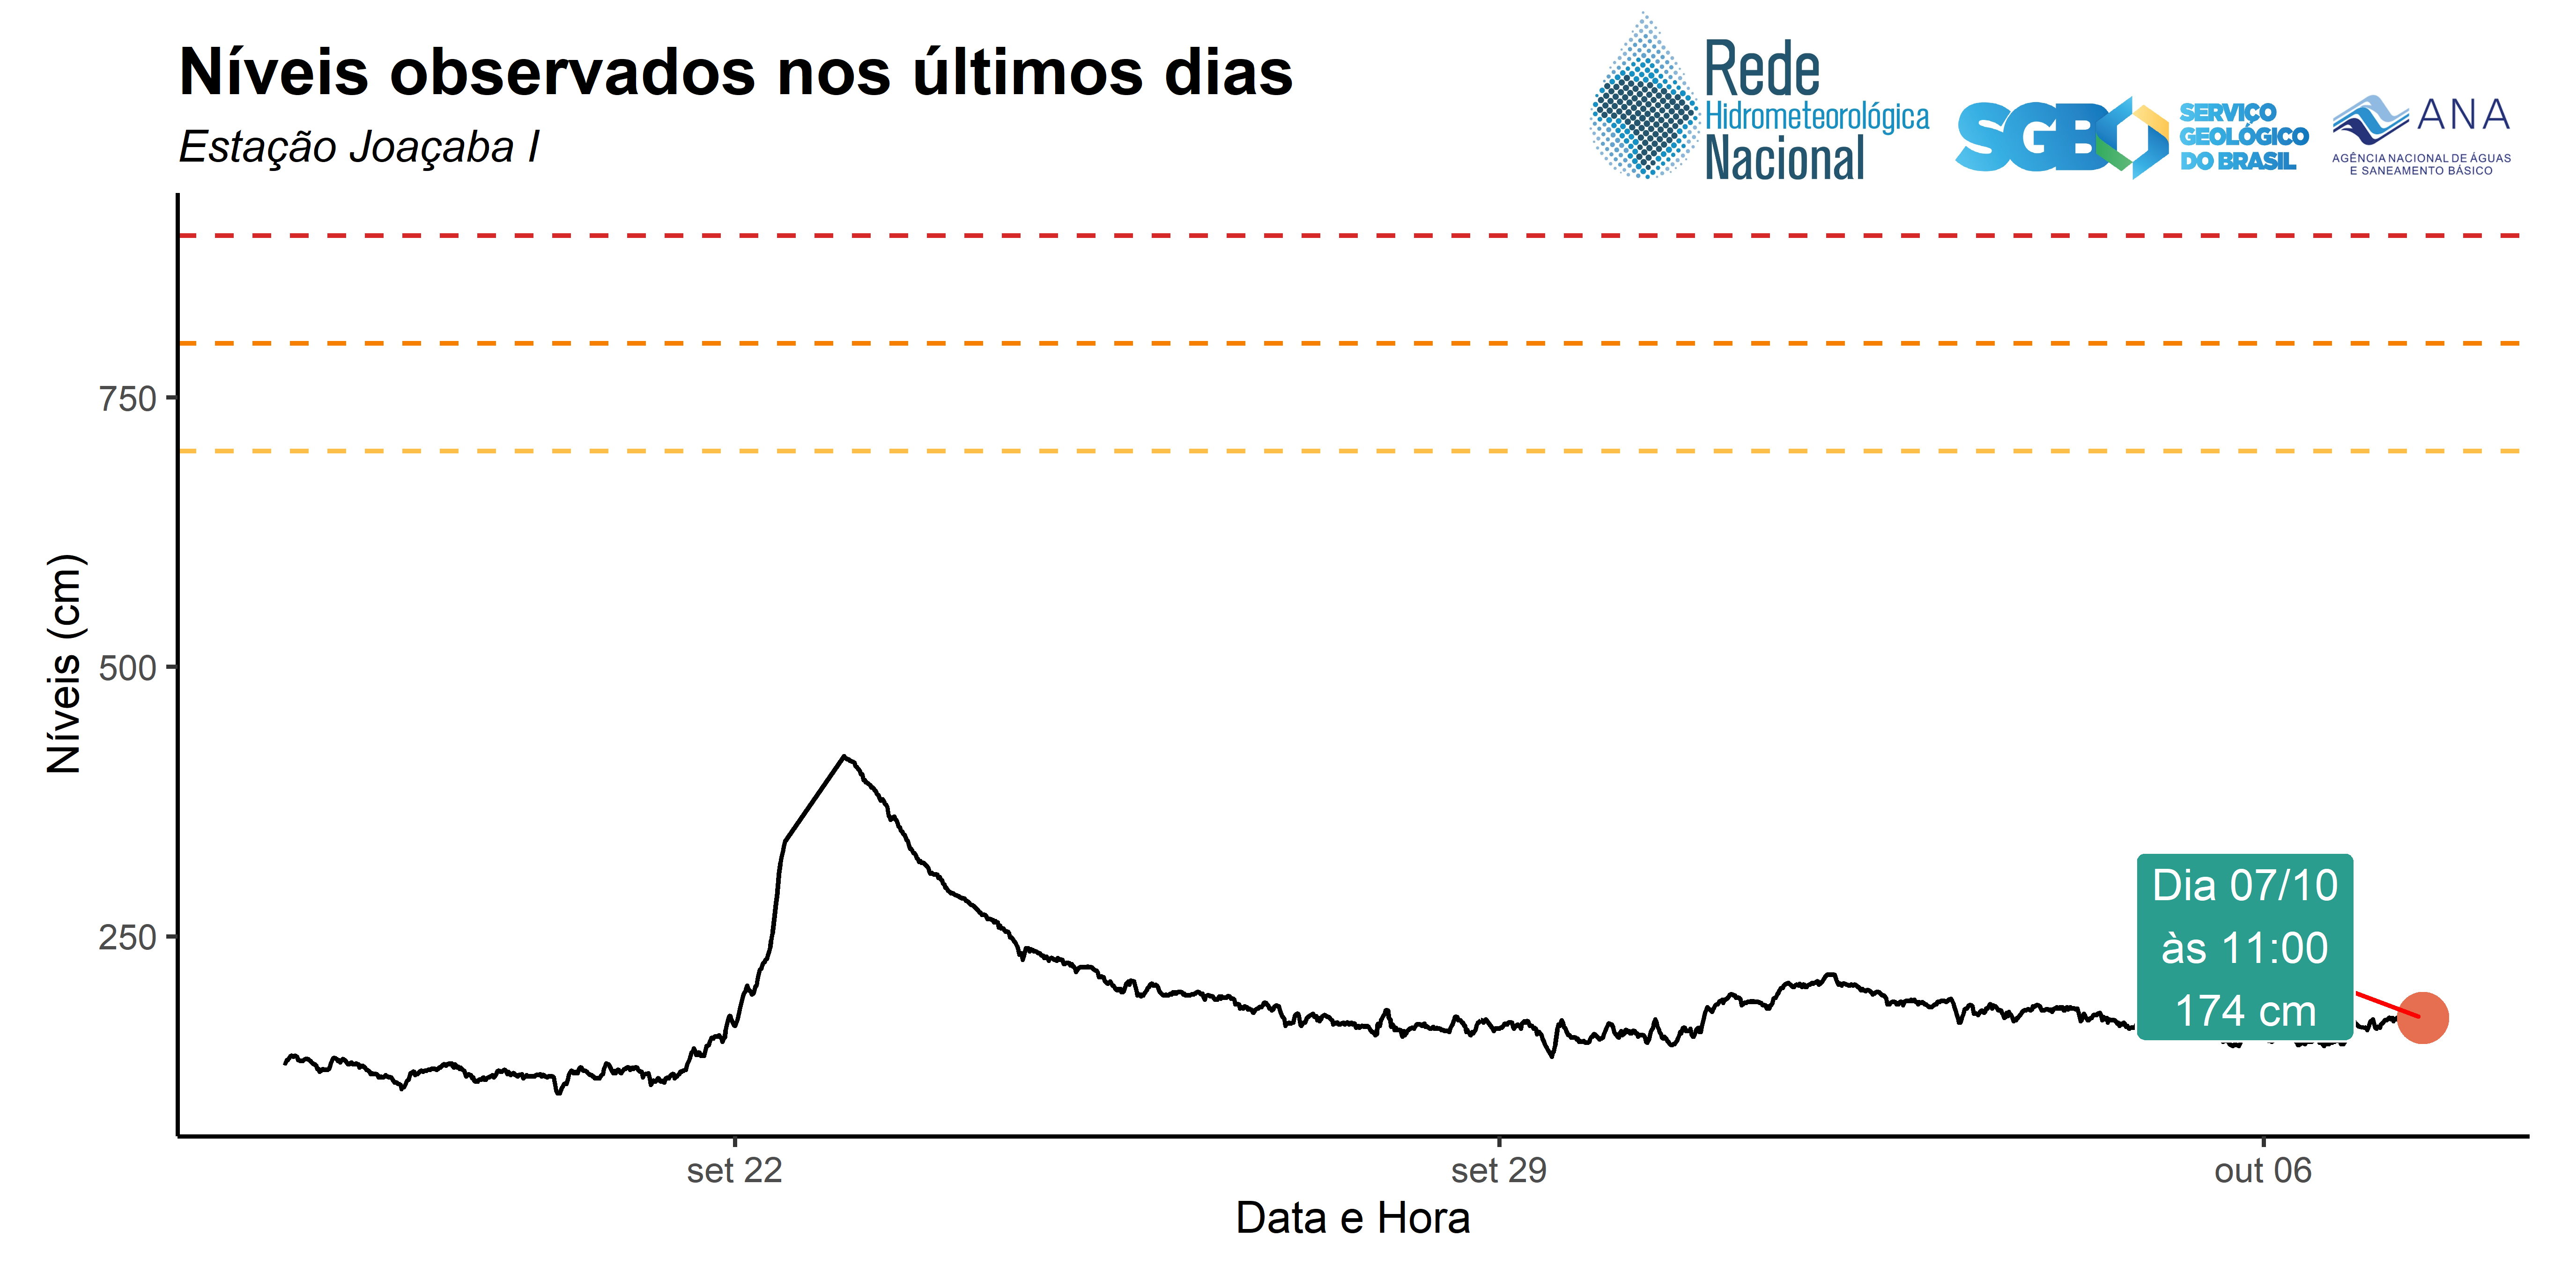 Níveis observados nos últimos dias
Estação Joaçaba I
Rede
Hidrometeorológica
Nacional
SGB
SERVIÇO
GEOLÓGICO
DO BRASIL
ANA
AGÊNCIA NACIONAL DE ÁGUAS
E SANEAMENTO BÁSICO
Níveis (cm)
750
500
250
Dia 07/10
às 11:00
174 cm
set 22
set 29
out 06
Data e Hora